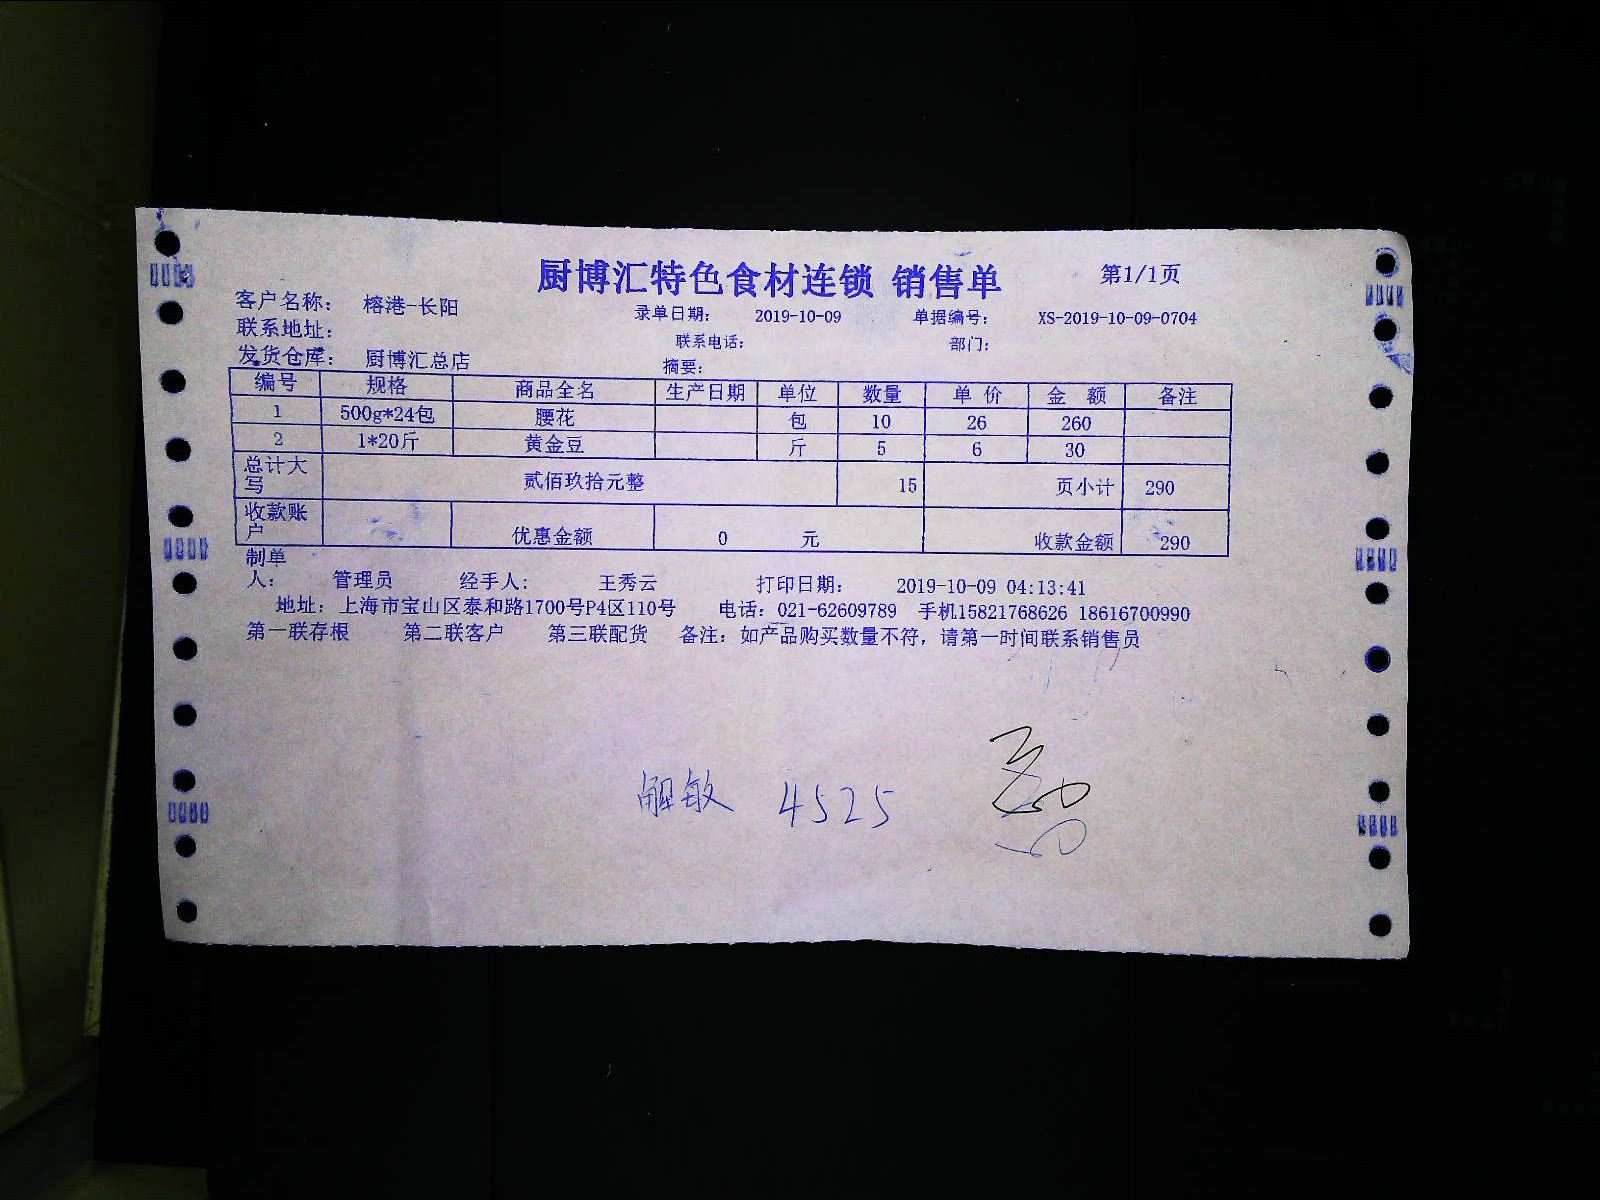 厨博汇特色食材连锁 销售单 第1/1页
客户名称： 榕港-长阳 录单日期： 2019-10-09 单据编号： XS-2019-10-09-0704
联系地址： 联系电话： 部门：
发货仓库： 厨博汇总店 摘要：
编号 规格 商品全名 生产日期 单位 数量 单 价 金 额 备注
1 500g*24包 腰花 包 10 26 260
2 1*20斤 黄金豆 斤 5 6 30
总计大写 贰佰玖拾元整 15 页小计 290
收款账户 优惠金额 0 元 收款金额 290
制单人： 管理员 经手人： 王秀云 打印日期： 2019-10-09 04:13:41
地址：上海市宝山区泰和路1700号P4区110号 电话：021-62609789 手机15821768626 18616700990
第一联存根 第二联客户 第三联配货 备注：如产品购买数量不符，请第一时间联系销售员
解敏 4525